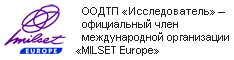 milset
EUROPE
ООДТП «Исследователь» –
официальный член
международной организации
«MILSET Europe»